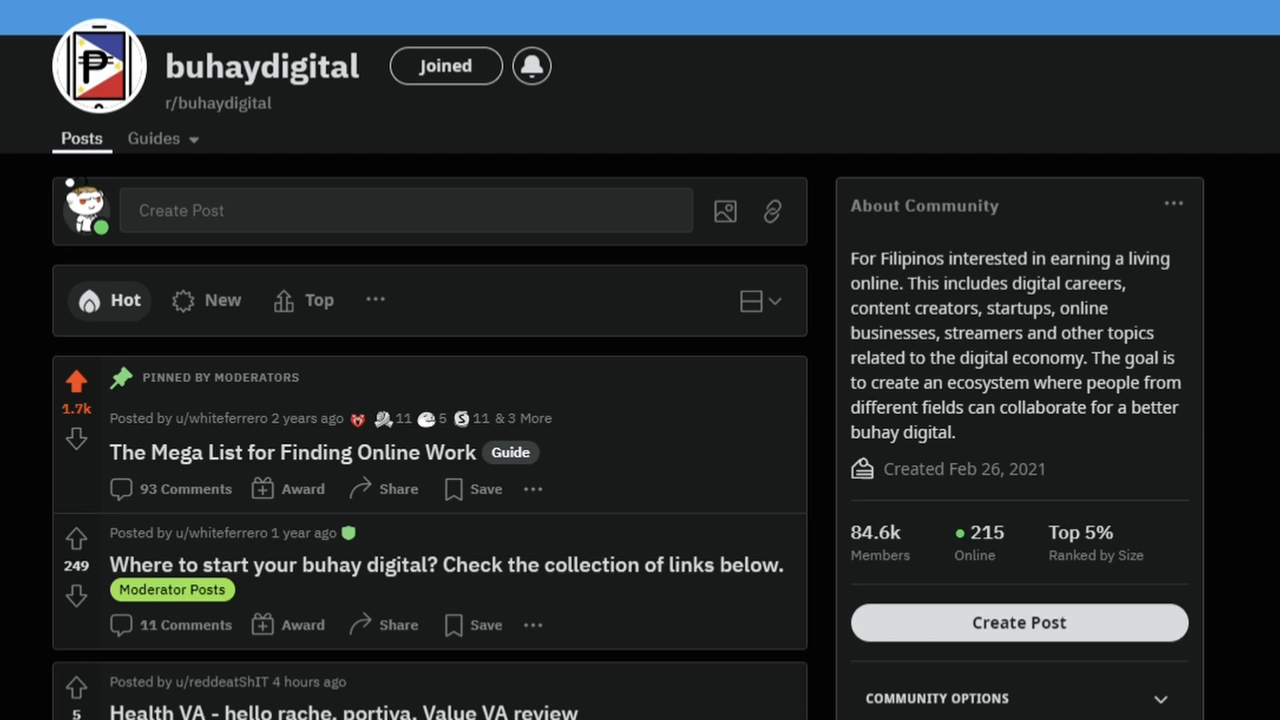 buhaydigital
Joined
r/buhaydigital
Posts
Guides
Create Post
Hot
New
Top
PINNED BY MODERATORS
1.7k
Posted by u/whiteferrero 2 years ago 11 5 11 & 3 More
The Mega List for Finding Online Work Guide
93 Comments Award Share Save
Posted by u/whiteferrero 1 year ago
249
Where to start your buhay digital? Check the collection of links below.
Moderator Posts
11 Comments Award Share Save
Posted by u/reddeatShIT 4 hours ago
5
Health VA - hello rache, portiva, Value VA review
About Community
For Filipinos interested in earning a living
online. This includes digital careers,
content creators, startups, online
businesses, streamers and other topics
related to the digital economy. The goal is
to create an ecosystem where people from
different fields can collaborate for a better
buhay digital.
Created Feb 26, 2021
84.6k 215 Top 5%
Members Online Ranked by Size
Create Post
COMMUNITY OPTIONS